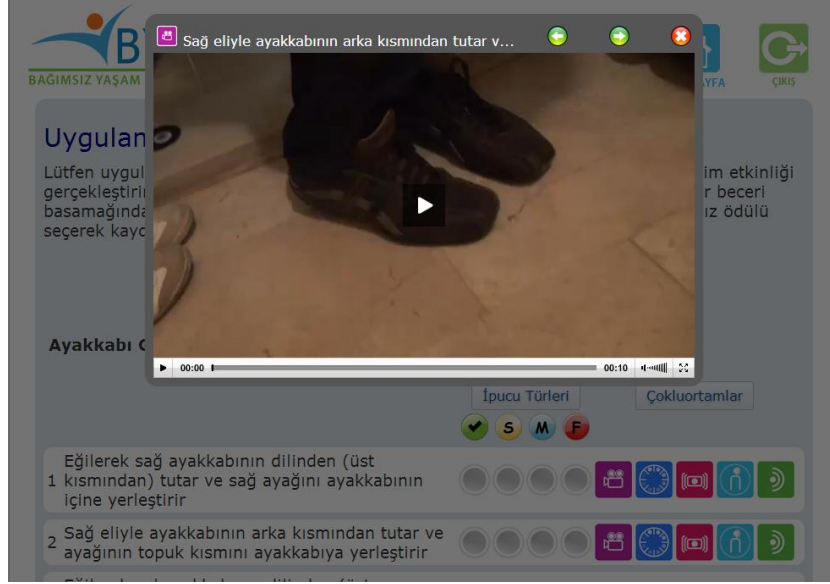 BY
BAĞIMSIZ YAŞAM
Sağ eliyle ayakkabının arka kısmından tutar v...
AYFA
ÇIKIŞ
Uygulan
Lütfen uygul
im etkinliği
gerçekleştiri
r beceri
basamağında
ız ödülü
seçerek kayd
Ayakkabı
00:00
00:10
İpucu Türleri
Çokluortamlar
S M F
Eğilerek sağ ayakkabının dilinden (üst
1 kısmından) tutar ve sağ ayağını ayakkabının
içine yerleştirir
2 Sağ eliyle ayakkabının arka kısmından tutar ve
ayağının topuk kısmını ayakkabıya yerleştirir